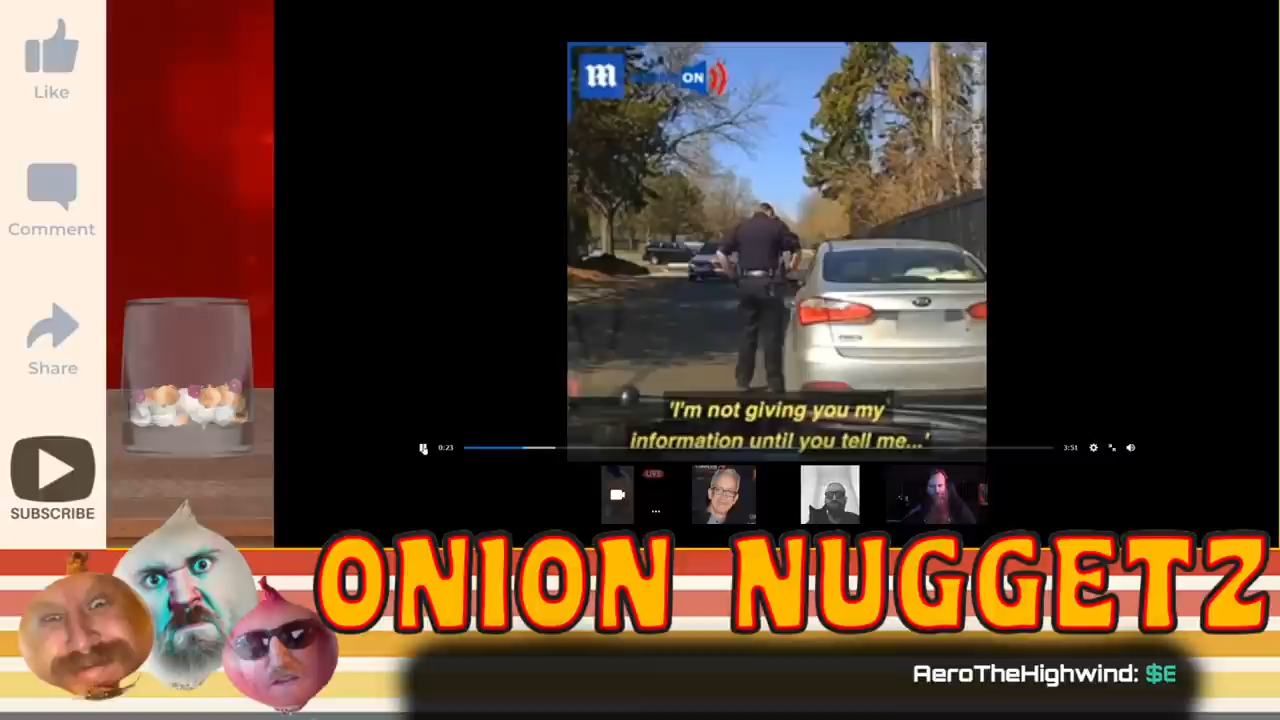 Like
Comment
Share
SUBSCRIBE
m
ON
'I'm not giving you my
information until you tell me...'
0:23
3:51
LIVE
ONION NUGGETZ
AeroTheHighwind: $E